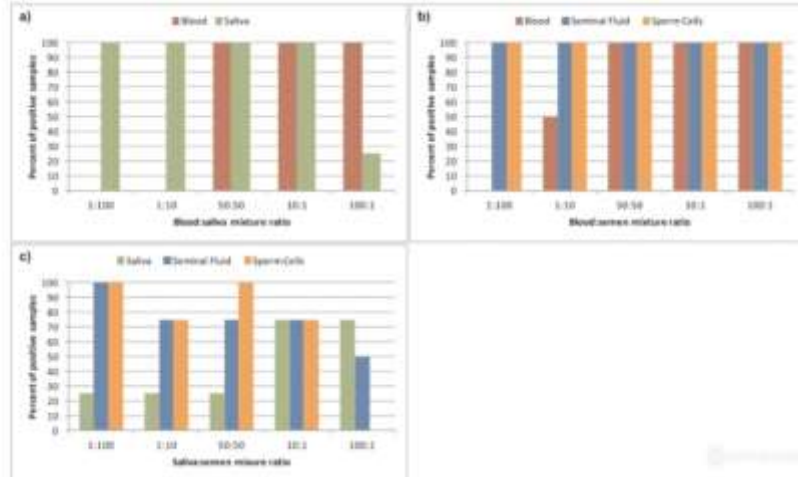 a)
Blood Saliva
Percent of positive samples
100
90
80
70
60
50
40
30
20
10
0
1:100 1:10 50:50 10:1 100:1
Blood:saliva mixture ratio
b)
Blood Seminal Fluid Sperm Cells
Percent of positive samples
100
90
80
70
60
50
40
30
20
10
0
1:100 1:10 50:50 10:1 100:1
Blood:semen mixture ratio
c)
Saliva Seminal Fluid Sperm Cells
Percent of positive samples
100
90
80
70
60
50
40
30
20
10
0
1:100 1:10 50:50 10:1 100:1
Saliva:semen mixture ratio